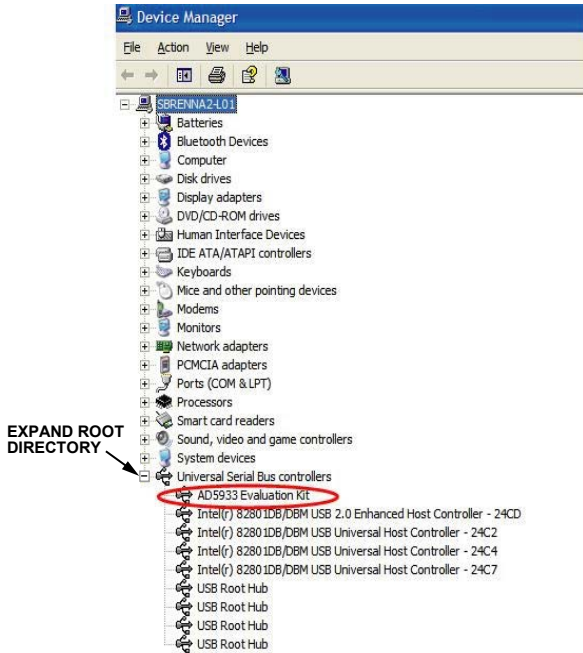 Device Manager
File Action View Help
SBRENNA2-L01
Batteries
Bluetooth Devices
Computer
Disk drives
Display adapters
DVD/CD-ROM drives
Human Interface Devices
IDE ATA/ATAPI controllers
Keyboards
Mice and other pointing devices
Modems
Monitors
Network adapters
PCMCIA adapters
Ports (COM & LPT)
Processors
Smart card readers
Sound, video and game controllers
System devices
EXPAND ROOT
DIRECTORY
Universal Serial Bus controllers
AD5933 Evaluation Kit
Intel(r) 82801DB/DBM USB 2.0 Enhanced Host Controller - 24CD
Intel(r) 82801DB/DBM USB Universal Host Controller - 24C2
Intel(r) 82801DB/DBM USB Universal Host Controller - 24C4
Intel(r) 82801DB/DBM USB Universal Host Controller - 24C7
USB Root Hub
USB Root Hub
USB Root Hub
USB Root Hub